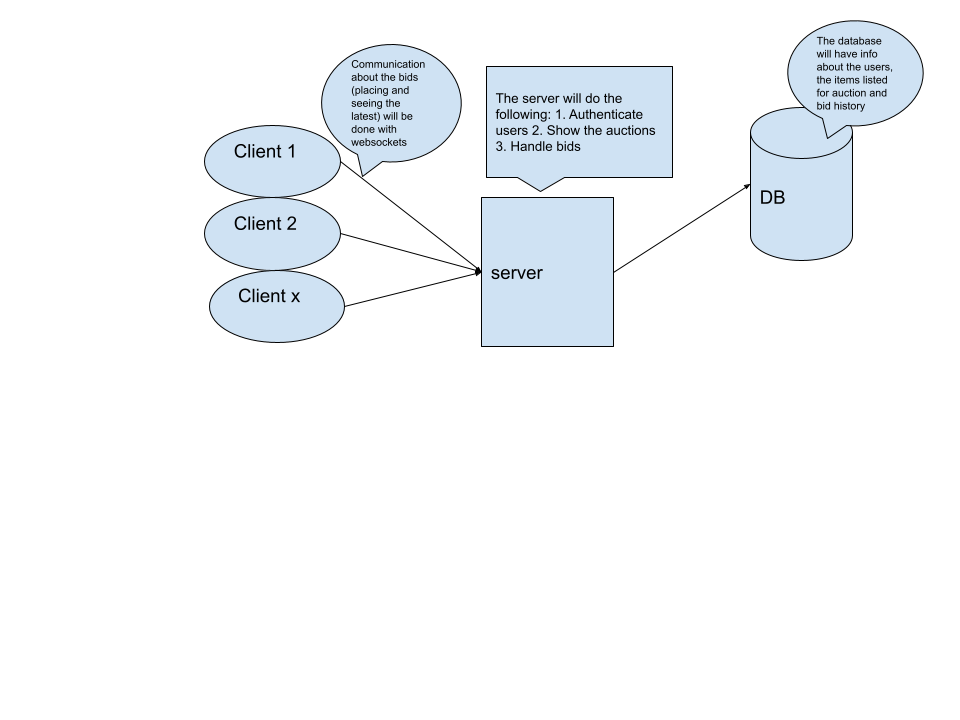 Communication
about the bids
(placing and
seeing the
latest) will be
done with
websockets
The server will do the
following: 1. Authenticate
users 2. Show the auctions
3. Handle bids
The database
will have info
about the users,
the items listed
for auction and
bid history
Client 1
Client 2
Client x
server
DB